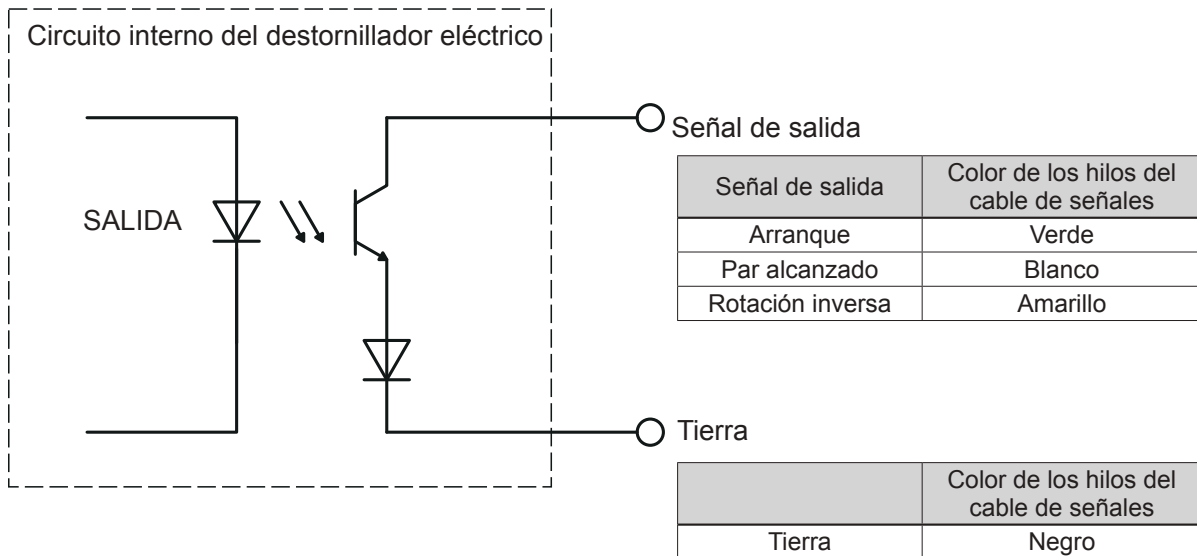 Circuito interno del destornillador eléctrico
SALIDA
Señal de salida
Señal de salida
Color de los hilos del
cable de señales
Arranque
Verde
Par alcanzado
Blanco
Rotación inversa
Amarillo
Tierra
Color de los hilos del
cable de señales
Tierra
Negro